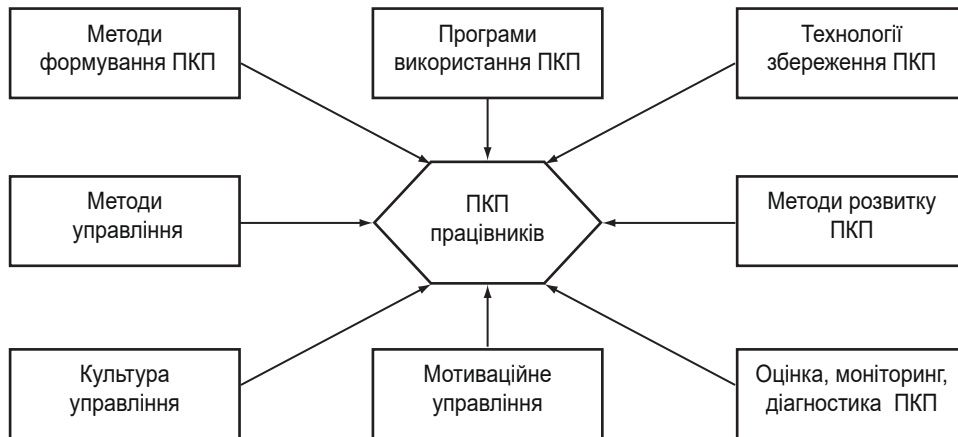 Методи
формування ПКП
Програми
використання ПКП
Технології
збереження ПКП
Методи
управління
ПКП
працівників
Методи розвитку
ПКП
Культура
управління
Мотиваційне
управління
Оцінка, моніторинг,
діагностика ПКП